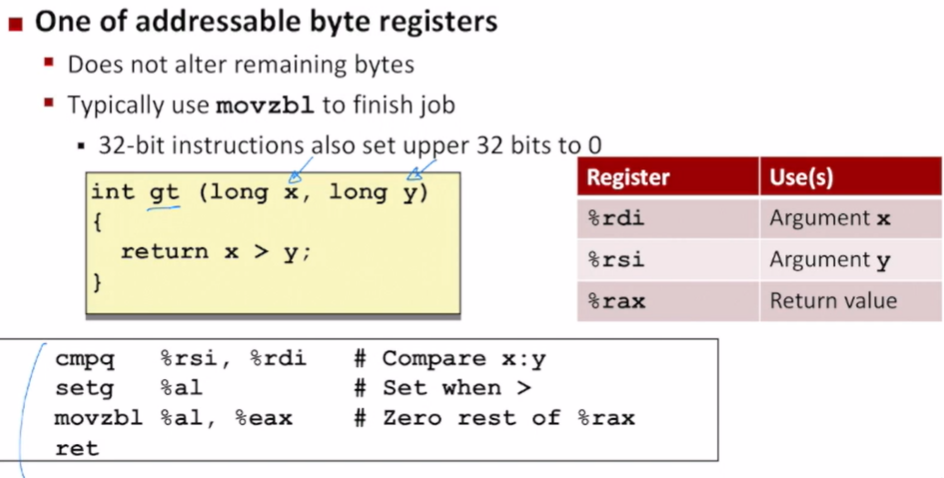 One of addressable byte registers
Does not alter remaining bytes
Typically use movzbl to finish job
32-bit instructions also set upper 32 bits to 0
int gt (long x, long y)
{
return x > y;
}
Register Use(s)
%rdi Argument x
%rsi Argument y
%rax Return value
cmpq %rsi, %rdi # Compare x:y
setg %al # Set when >
movzbl %al, %eax # Zero rest of %rax
ret